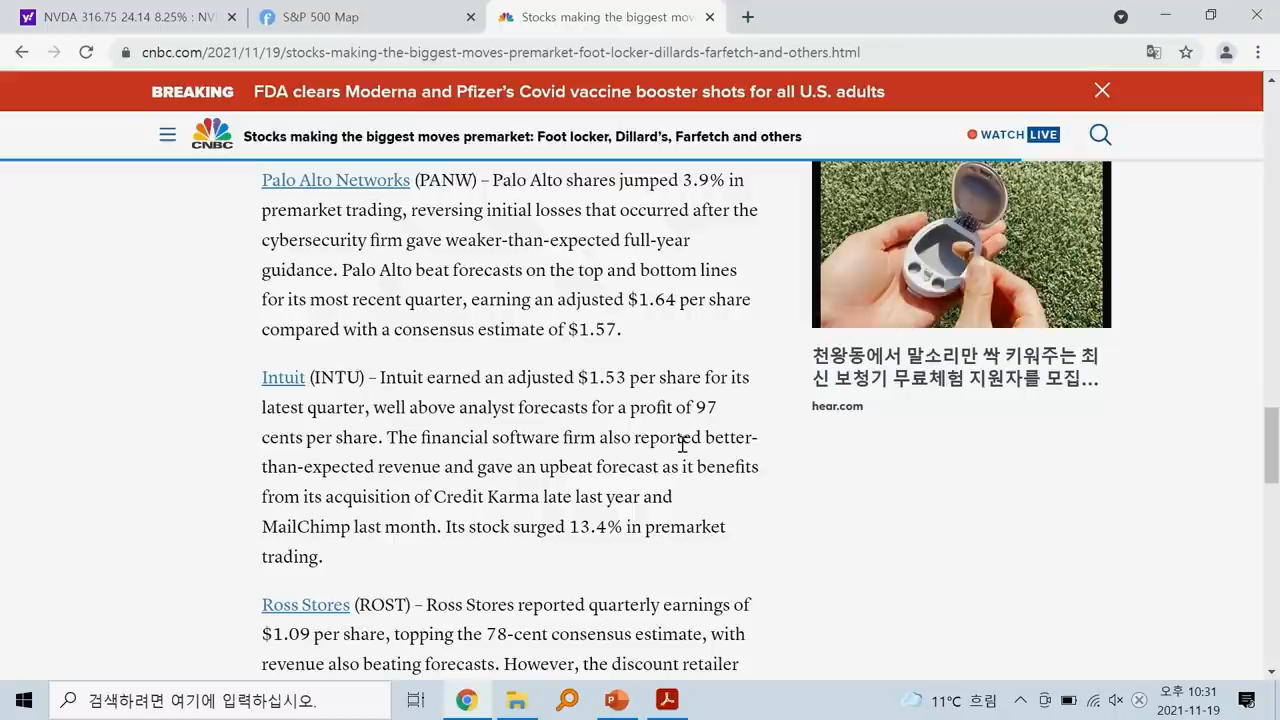 NVDA 316.75 24.14 8.25% : NV
S&P 500 Map
Stocks making the biggest mov
cnbc.com/2021/11/19/stocks-making-the-biggest-moves-premarket-foot-locker-dillards-farfetch-and-others.html
BREAKING FDA clears Moderna and Pfizer's Covid vaccine booster shots for all U.S. adults
CNBC Stocks making the biggest moves premarket: Foot locker, Dillard's, Farfetch and others WATCH LIVE
Palo Alto Networks (PANW) – Palo Alto shares jumped 3.9% in
premarket trading, reversing initial losses that occurred after the
cybersecurity firm gave weaker-than-expected full-year
guidance. Palo Alto beat forecasts on the top and bottom lines
for its most recent quarter, earning an adjusted $1.64 per share
compared with a consensus estimate of $1.57.
Intuit (INTU) – Intuit earned an adjusted $1.53 per share for its
latest quarter, well above analyst forecasts for a profit of 97
cents per share. The financial software firm also reported better-
than-expected revenue and gave an upbeat forecast as it benefits
from its acquisition of Credit Karma late last year and
MailChimp last month. Its stock surged 13.4% in premarket
trading.
Ross Stores (ROST) – Ross Stores reported quarterly earnings of
$1.09 per share, topping the 78-cent consensus estimate, with
revenue also beating forecasts. However, the discount retailer
천왕동에서 말소리만 싹 키워주는 최
신 보청기 무료체험 지원자를 모집...
hear.com
검색하려면 여기에 입력하십시오.
11°C 흐림
오후 10:31
2021-11-19